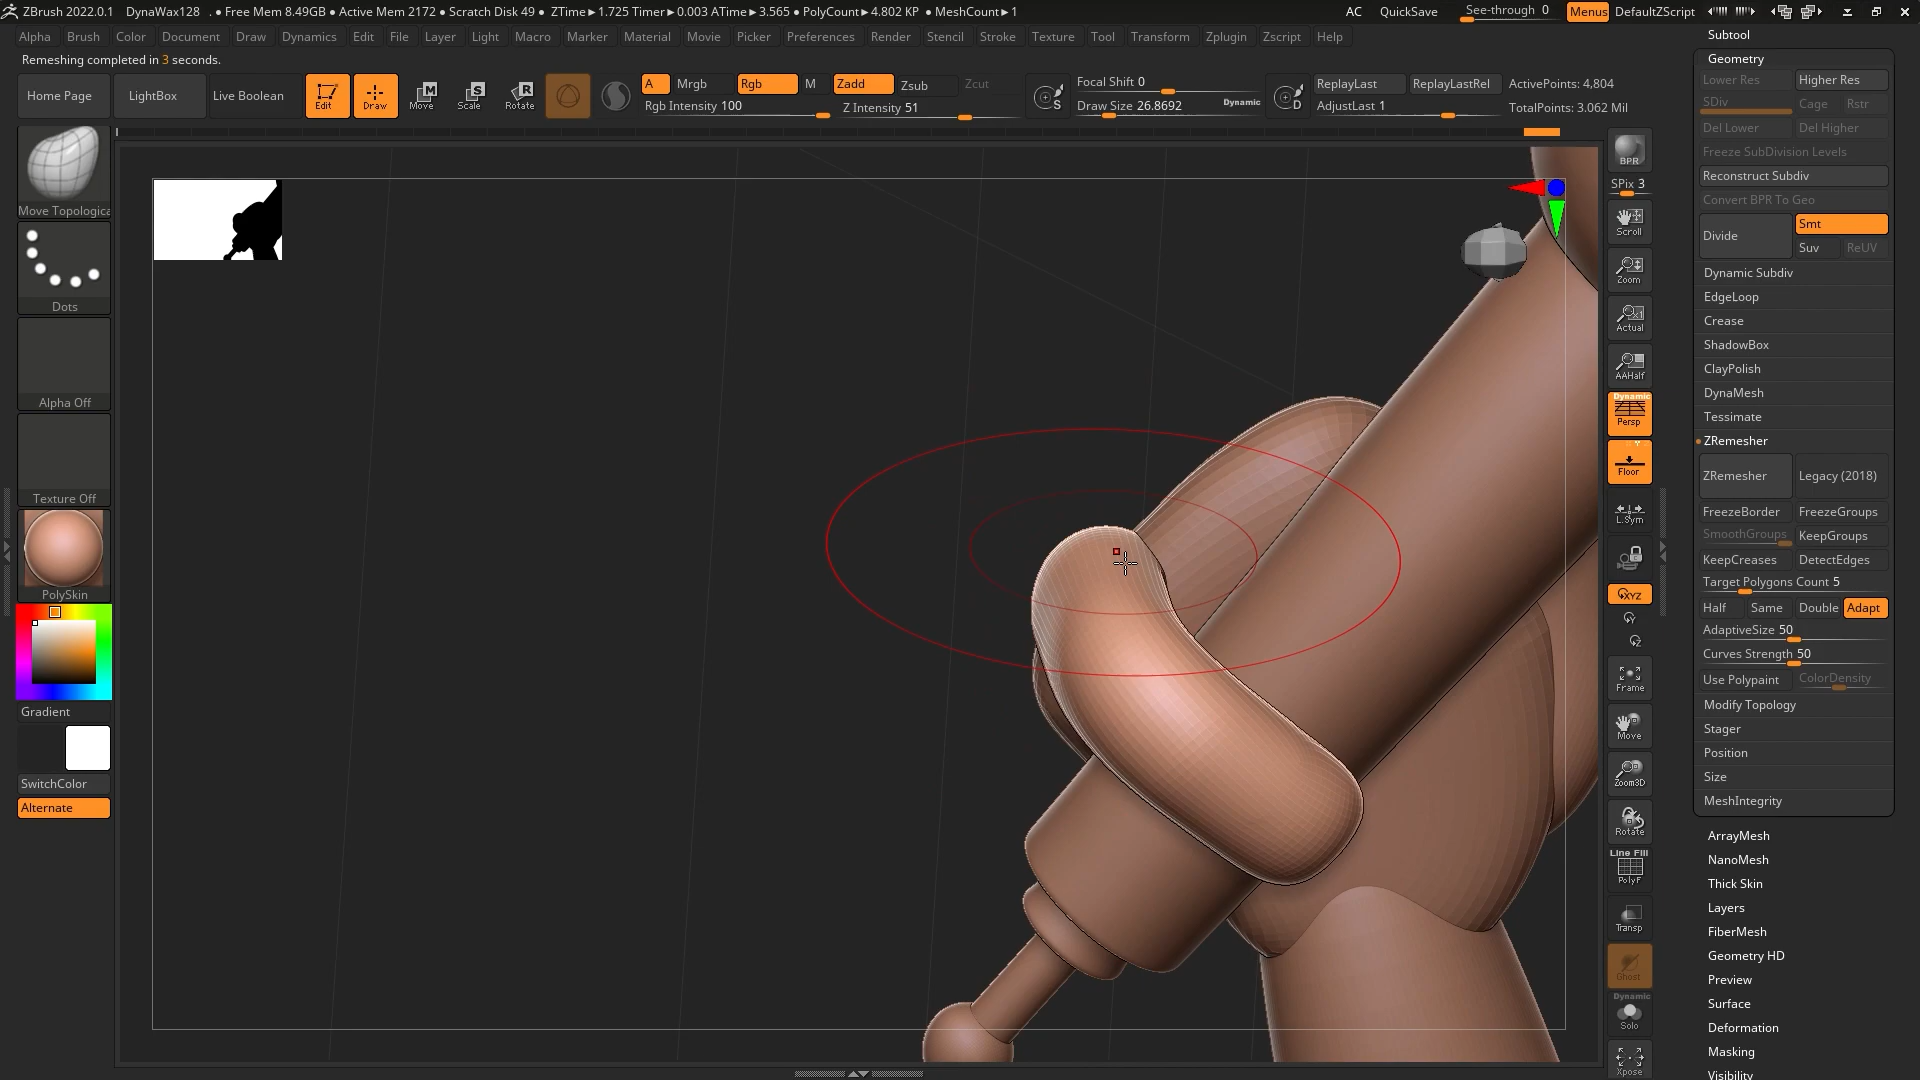 ZBrush 2022.0.1 DynaWax128 . ● Free Mem 8.49GB ● Active Mem 2172 ● Scratch Disk 49 ● ZTime►1.725 Timer►0.003 ATime►3.565 ● PolyCount►4.802 KP ● MeshCount►1 AC QuickSave See-through 0 Menus DefaultZScript
Alpha Brush Color Document Draw Dynamics Edit File Layer Light Macro Marker Material Movie Picker Preferences Render Stencil Stroke Texture Tool Transform Zplugin Zscript Help
Remeshing completed in 3 seconds.
Home Page LightBox Live Boolean Edit Draw Move Scale Rotate
A Mrgb Rgb M Zadd Zsub Zcut
Rgb Intensity 100 Z Intensity 51
S
Focal Shift 0
Draw Size 26.8692 Dynamic
D
ReplayLast ReplayLastRel
AdjustLast 1
ActivePoints: 4,804
TotalPoints: 3.062 Mil
Move Topologica
Dots
Alpha Off
Texture Off
PolySkin
Gradient
SwitchColor
Alternate
BPR
SPix 3
Scroll
Zoom
Actual
AAHalf
Dynamic
Persp
Floor
L.Sym
XYZ
Y
Z
Frame
Move
Zoom3D
Rotate
Line Fill
PolyF
Transp
Ghost
Dynamic
Solo
Xpose
Subtool
Geometry
Lower Res Higher Res
SDiv Cage Rstr
Del Lower Del Higher
Freeze SubDivision Levels
Reconstruct Subdiv
Convert BPR To Geo
Divide Smt
Suv ReUV
Dynamic Subdiv
EdgeLoop
Crease
ShadowBox
ClayPolish
DynaMesh
Tessimate
ZRemesher
ZRemesher Legacy (2018)
FreezeBorder FreezeGroups
SmoothGroups KeepGroups
KeepCreases DetectEdges
Target Polygons Count 5
Half Same Double Adapt
AdaptiveSize 50
Curves Strength 50
Use Polypaint ColorDensity
Modify Topology
Stager
Position
Size
MeshIntegrity
ArrayMesh
NanoMesh
Thick Skin
Layers
FiberMesh
Geometry HD
Preview
Surface
Deformation
Masking
Visibility